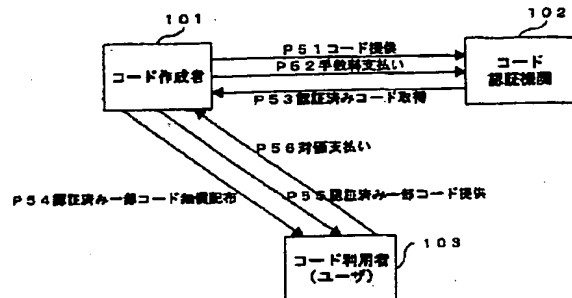 101
102
コード作成者
P51コード提供
P62手数料支払い
P53認証済みコード取得
コード
認証機関
P56対価支払い
P54認証済み一部コード無償配布
P55認証済み一部コード提供
コード利用者
(ユーザ)
103